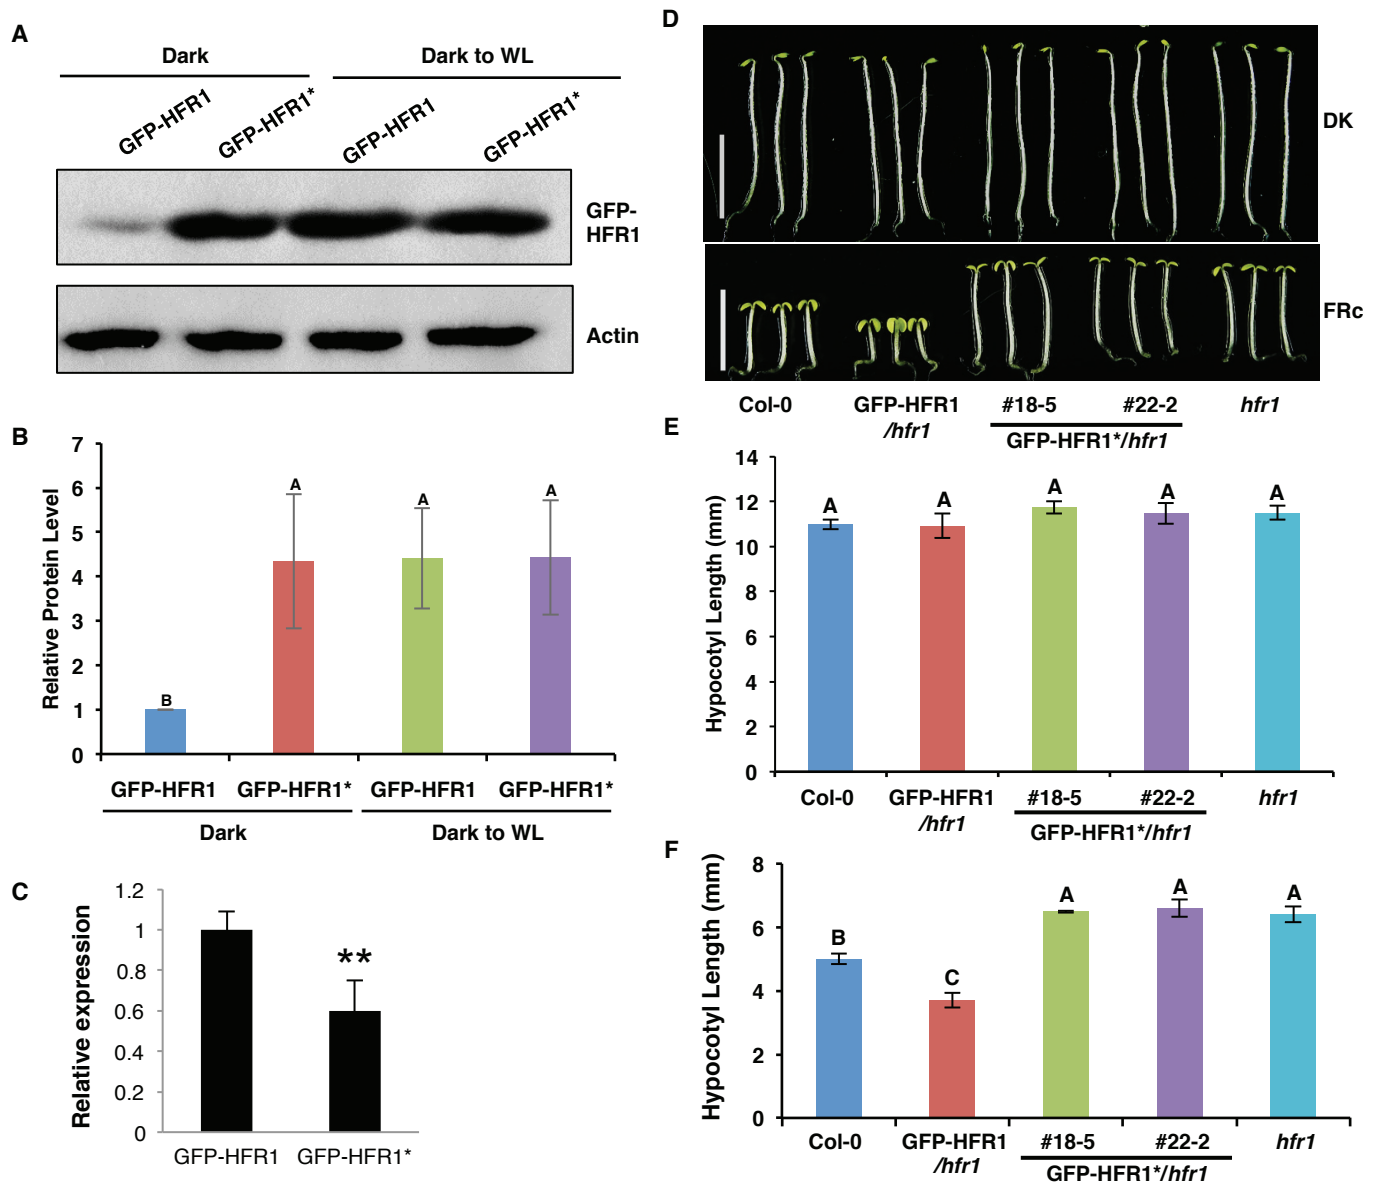 A
Dark
Dark to WL
GFP-HFR1
GFP-HFR1*
GFP-HFR1
GFP-HFR1*
GFP-
HFR1
Actin
B
Relative Protein Level
7
6
5
4
3
2
1
0
B
A
A
A
GFP-HFR1
GFP-HFR1*
GFP-HFR1
GFP-HFR1*
Dark
Dark to WL
C
Relative expression
1.2
1
0.8
0.6
0.4
0.2
0
**
GFP-HFR1
GFP-HFR1*
D
DK
FRc
Col-0
GFP-HFR1
/hfr1
#18-5
#22-2
GFP-HFR1*/hfr1
hfr1
E
Hypocotyl Length (mm)
14
12
10
8
6
4
2
0
A
A
A
A
A
Col-0
GFP-HFR1
/hfr1
#18-5
#22-2
GFP-HFR1*/hfr1
hfr1
F
Hypocotyl Length (mm)
8
6
4
2
0
B
C
A
A
A
Col-0
GFP-HFR1
/hfr1
#18-5
#22-2
GFP-HFR1*/hfr1
hfr1